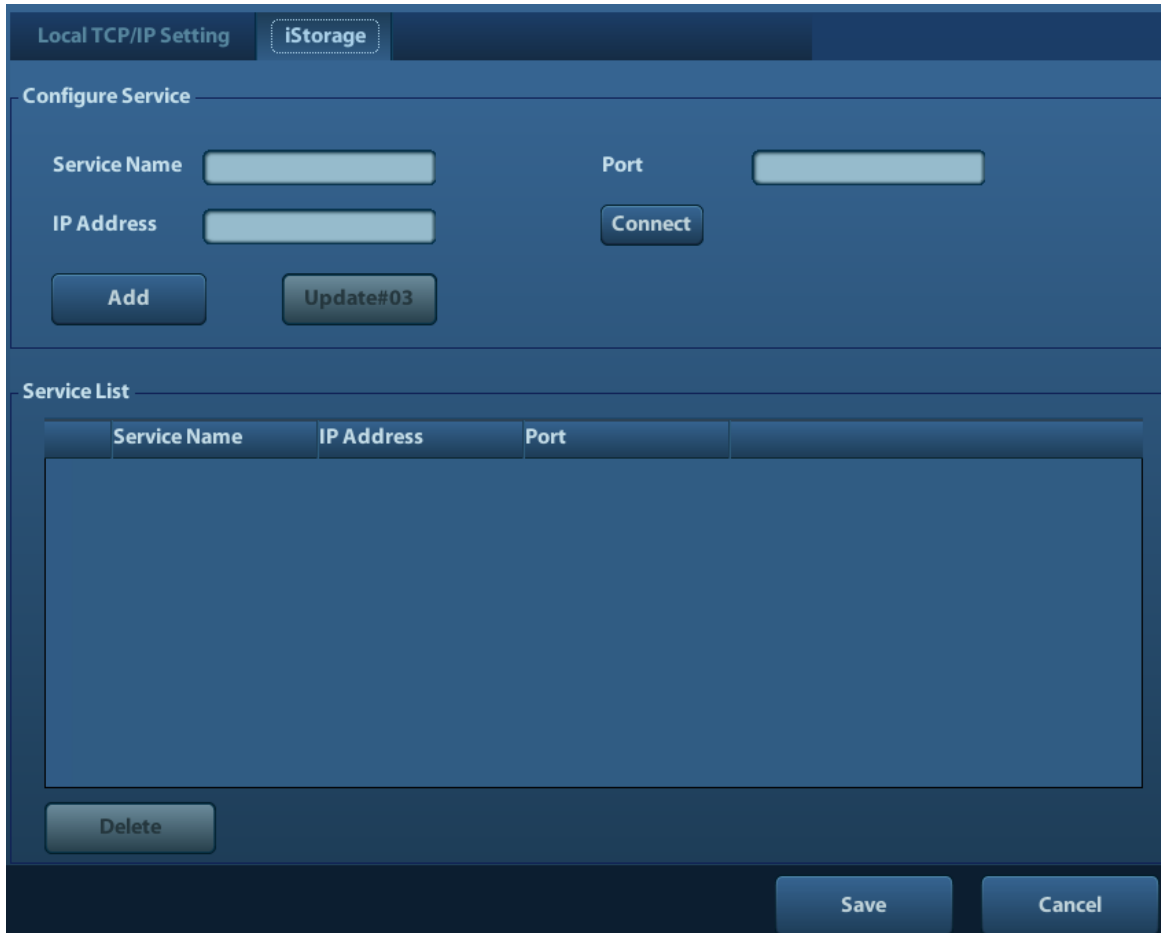 Local TCP/IP Setting iStorage
Configure Service
Service Name Port
IP Address Connect
Add Update#03
Service List
Service Name IP Address Port
Delete
Save Cancel